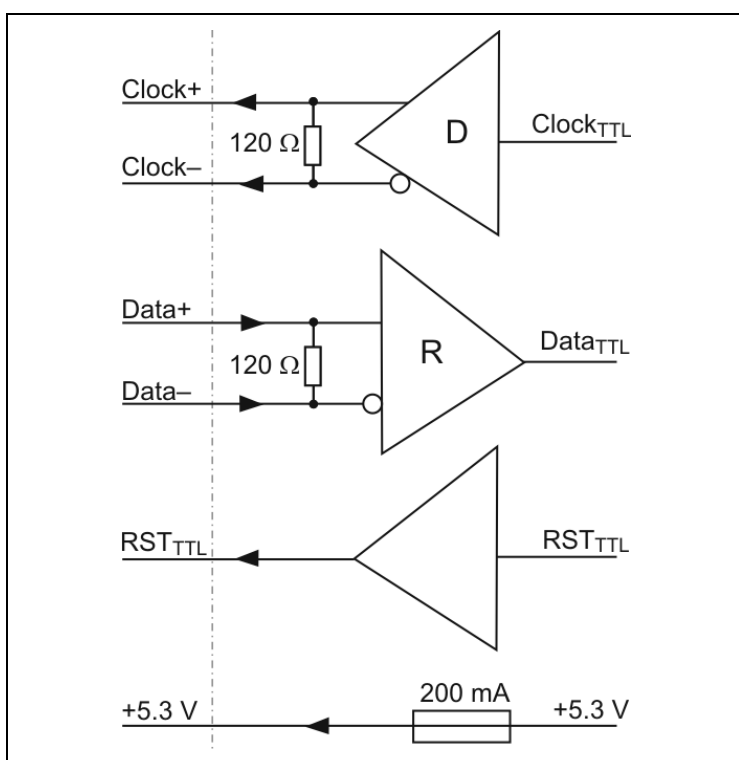 Clock+
120 Ω
D
ClockTTL
Clock–
Data+
120 Ω
R
DataTTL
Data–
RSTTTL
RSTTTL
200 mA
+5.3 V
+5.3 V